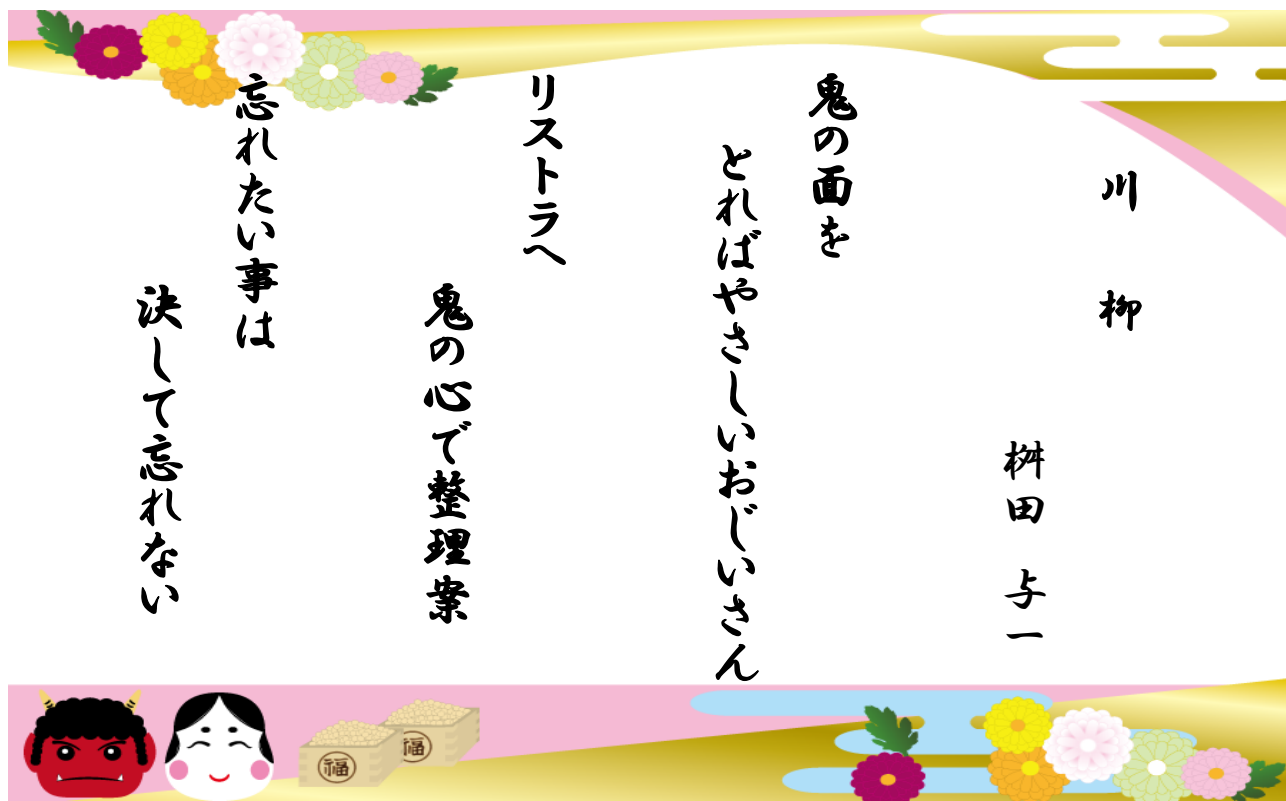 川柳
桝田 与一
鬼の面を
とればやさしいおじいさん
リストラへ
鬼の心で整理案
忘れたい事は
決して忘れない
福
福